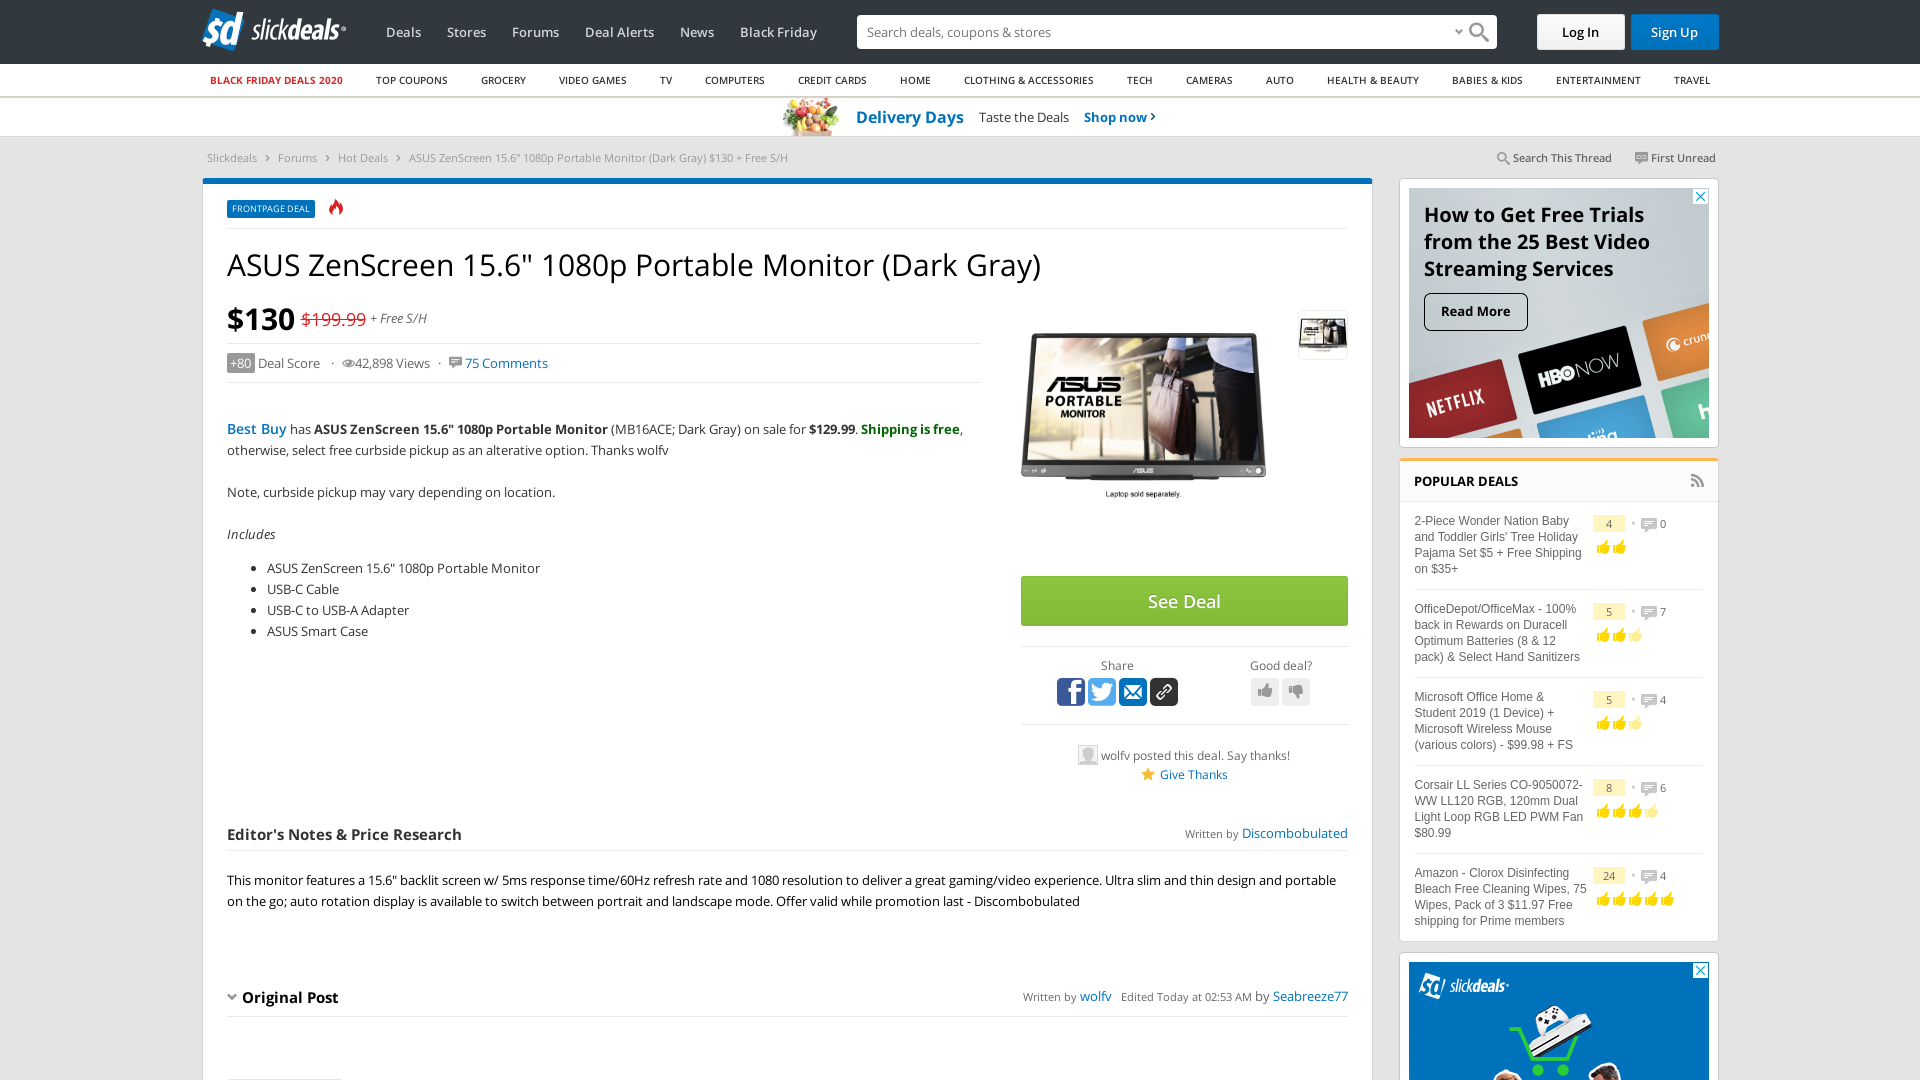 sd slickdeals
Deals Stores Forums Deal Alerts News Black Friday
Search deals, coupons & stores
Log In Sign Up
BLACK FRIDAY DEALS 2020 TOP COUPONS GROCERY VIDEO GAMES TV COMPUTERS CREDIT CARDS HOME CLOTHING & ACCESSORIES TECH CAMERAS AUTO HEALTH & BEAUTY BABIES & KIDS ENTERTAINMENT TRAVEL
Delivery Days Taste the Deals Shop now
Slickdeals Forums Hot Deals ASUS ZenScreen 15.6" 1080p Portable Monitor (Dark Gray) $130 + Free S/H
Search This Thread First Unread
FRONTPAGE DEAL
ASUS ZenScreen 15.6" 1080p Portable Monitor (Dark Gray)
$130 $199.99 + Free S/H
+80 Deal Score · 42,898 Views · 75 Comments
Best Buy has ASUS ZenScreen 15.6" 1080p Portable Monitor (MB16ACE; Dark Gray) on sale for $129.99. Shipping is free,
otherwise, select free curbside pickup as an alterative option. Thanks wolfv
Note, curbside pickup may vary depending on location.
Includes
ASUS ZenScreen 15.6" 1080p Portable Monitor
USB-C Cable
USB-C to USB-A Adapter
ASUS Smart Case
ASUS
PORTABLE
MONITOR
ASUS
Laptop sold separately.
See Deal
Share
Good deal?
wolfv posted this deal. Say thanks!
Give Thanks
Editor's Notes & Price Research
Written by Discombobulated
This monitor features a 15.6" backlit screen w/ 5ms response time/60Hz refresh rate and 1080 resolution to deliver a great gaming/video experience. Ultra slim and thin design and portable
on the go; auto rotation display is available to switch between portrait and landscape mode. Offer valid while promotion last - Discombobulated
Original Post
Written by wolfv Edited Today at 02:53 AM by Seabreeze77
How to Get Free Trials
from the 25 Best Video
Streaming Services
Read More
NETFLIX
HBO NOW
crunc
h
POPULAR DEALS
2-Piece Wonder Nation Baby
and Toddler Girls' Tree Holiday
Pajama Set $5 + Free Shipping
on $35+
4 • 0
OfficeDepot/OfficeMax - 100%
back in Rewards on Duracell
Optimum Batteries (8 & 12
pack) & Select Hand Sanitizers
5 • 7
Microsoft Office Home &
Student 2019 (1 Device) +
Microsoft Wireless Mouse
(various colors) - $99.98 + FS
5 • 4
Corsair LL Series CO-9050072-
WW LL120 RGB, 120mm Dual
Light Loop RGB LED PWM Fan
$80.99
8 • 6
Amazon - Clorox Disinfecting
Bleach Free Cleaning Wipes, 75
Wipes, Pack of 3 $11.97 Free
shipping for Prime members
24 • 4
sd slickdeals